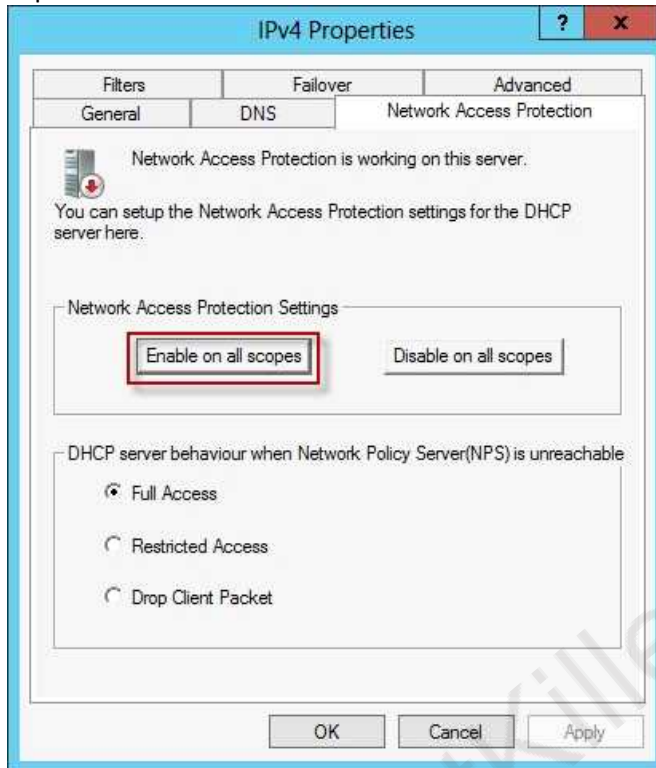 IPv4 Properties
?
x
Filters
Failover
Advanced
General
DNS
Network Access Protection
Network Access Protection is working on this server.
You can setup the Network Access Protection settings for the DHCP
server here.
Network Access Protection Settings
Enable on all scopes
Disable on all scopes
DHCP server behaviour when Network Policy Server(NPS) is unreachable
Full Access
Restricted Access
Drop Client Packet
OK
Cancel
Apply